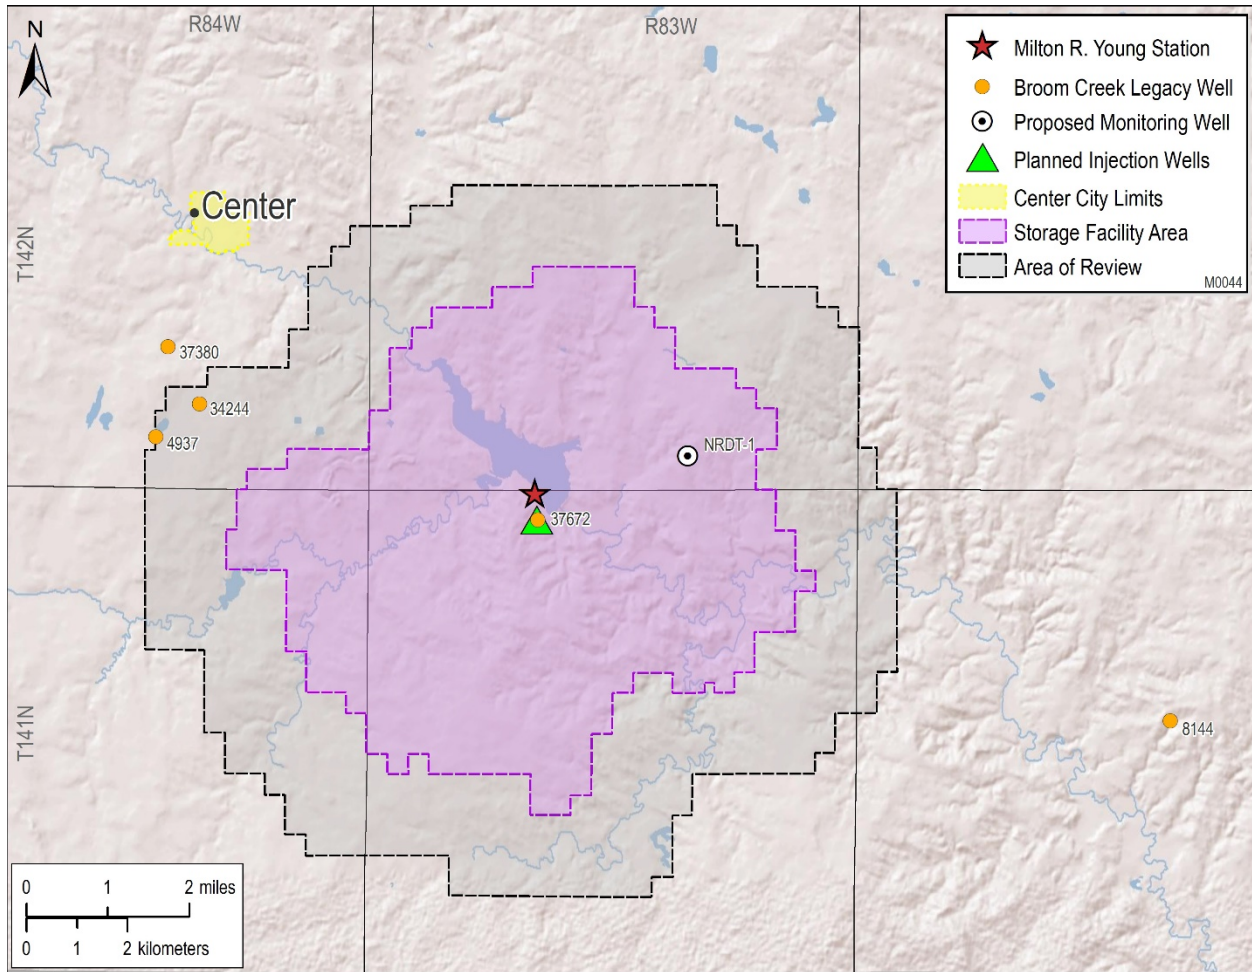 R84W
R83W
N
Milton R. Young Station
Broom Creek Legacy Well
Proposed Monitoring Well
Planned Injection Wells
Center City Limits
Storage Facility Area
Area of Review
M0044
Center
T142N
37380
34244
4937
NRDT-1
37672
T141N
8144
0 1 2 miles
0 1 2 kilometers